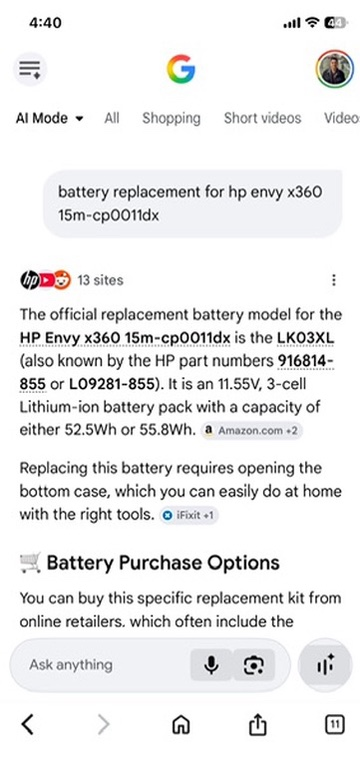 4:40
44
AI Mode All Shopping Short videos Video
battery replacement for hp envy x360
15m-cp0011dx
hp 13 sites
The official replacement battery model for the
HP Envy x360 15m-cp0011dx is the LK03XL
(also known by the HP part numbers 916814-
855 or L09281-855). It is an 11.55V, 3-cell
Lithium-ion battery pack with a capacity of
either 52.5Wh or 55.8Wh. a Amazon.com +2
Replacing this battery requires opening the
bottom case, which you can easily do at home
with the right tools. iFixit +1
🛒 Battery Purchase Options
You can buy this specific replacement kit from
online retailers. which often include the
Ask anything
11